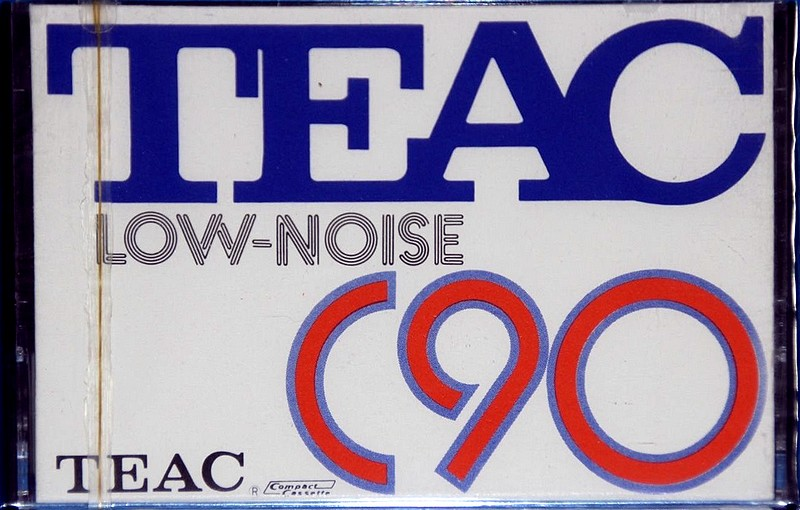 TEAC
LOW-NOISE
C90
TEAC ® Compact
Cassette